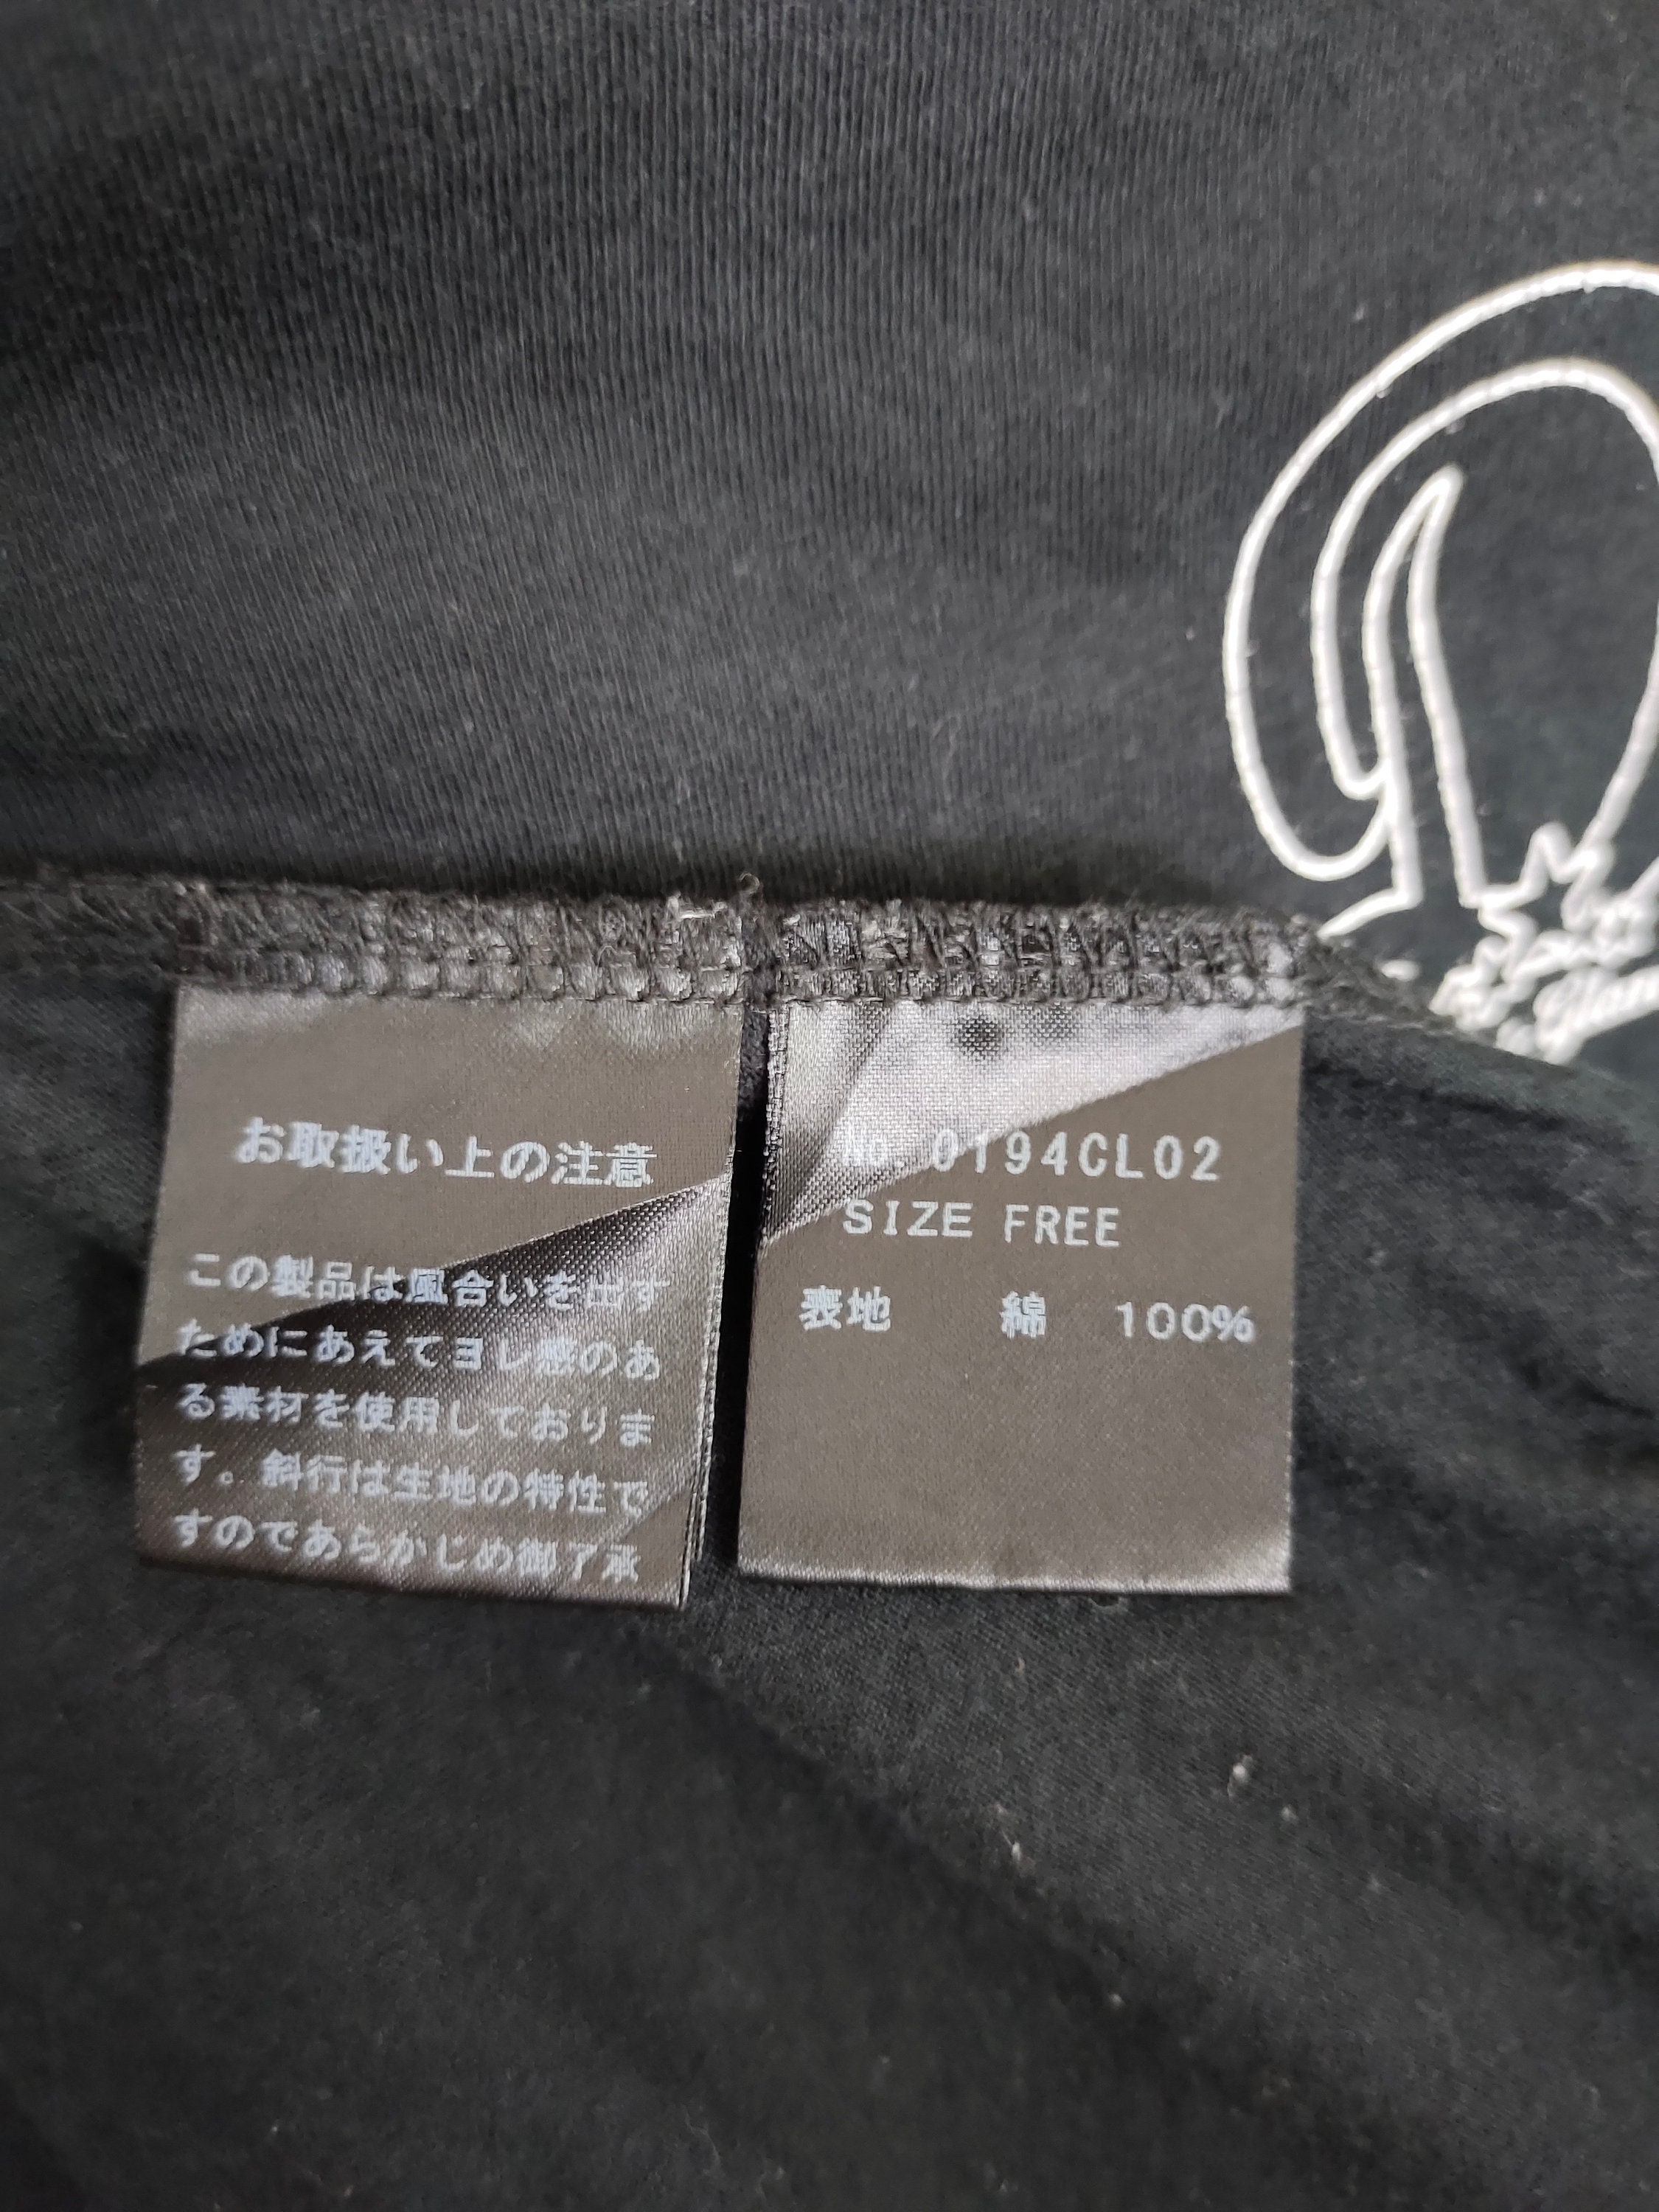 お取扱い上の注意
この製品は風合いを出す
ためにあえてヨレ感のあ
る素材を使用しておりま
す。斜行は生地の特性で
すのであらかじめ御了承
No. 0194CL02
SIZE FREE
表地 綿 100%